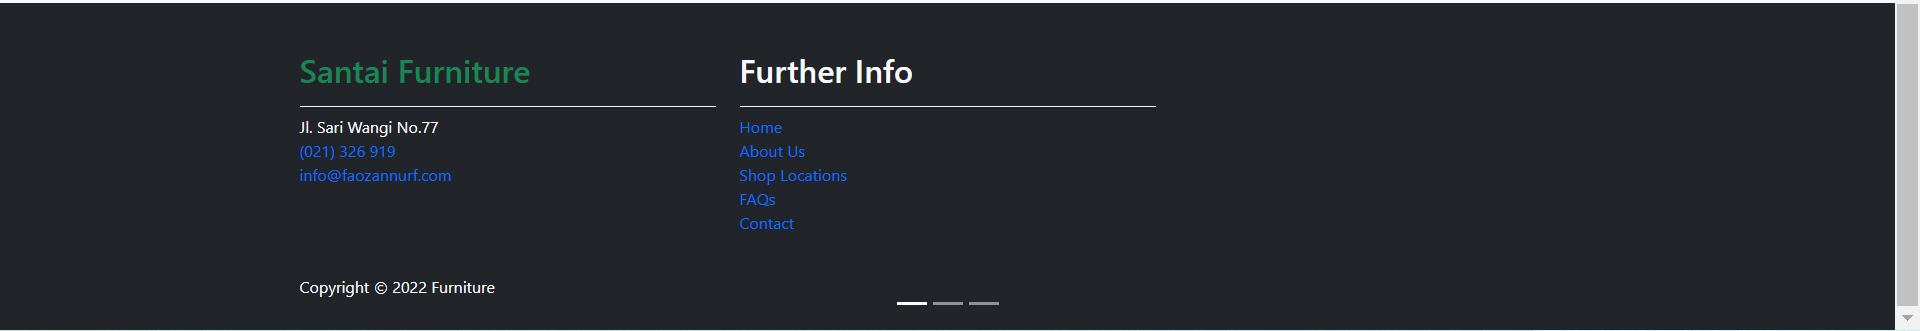 Santai Furniture
Jl. Sari Wangi No.77
(021) 326 919
info@faozannurf.com
Further Info
Home
About Us
Shop Locations
FAQs
Contact
Copyright © 2022 Furniture